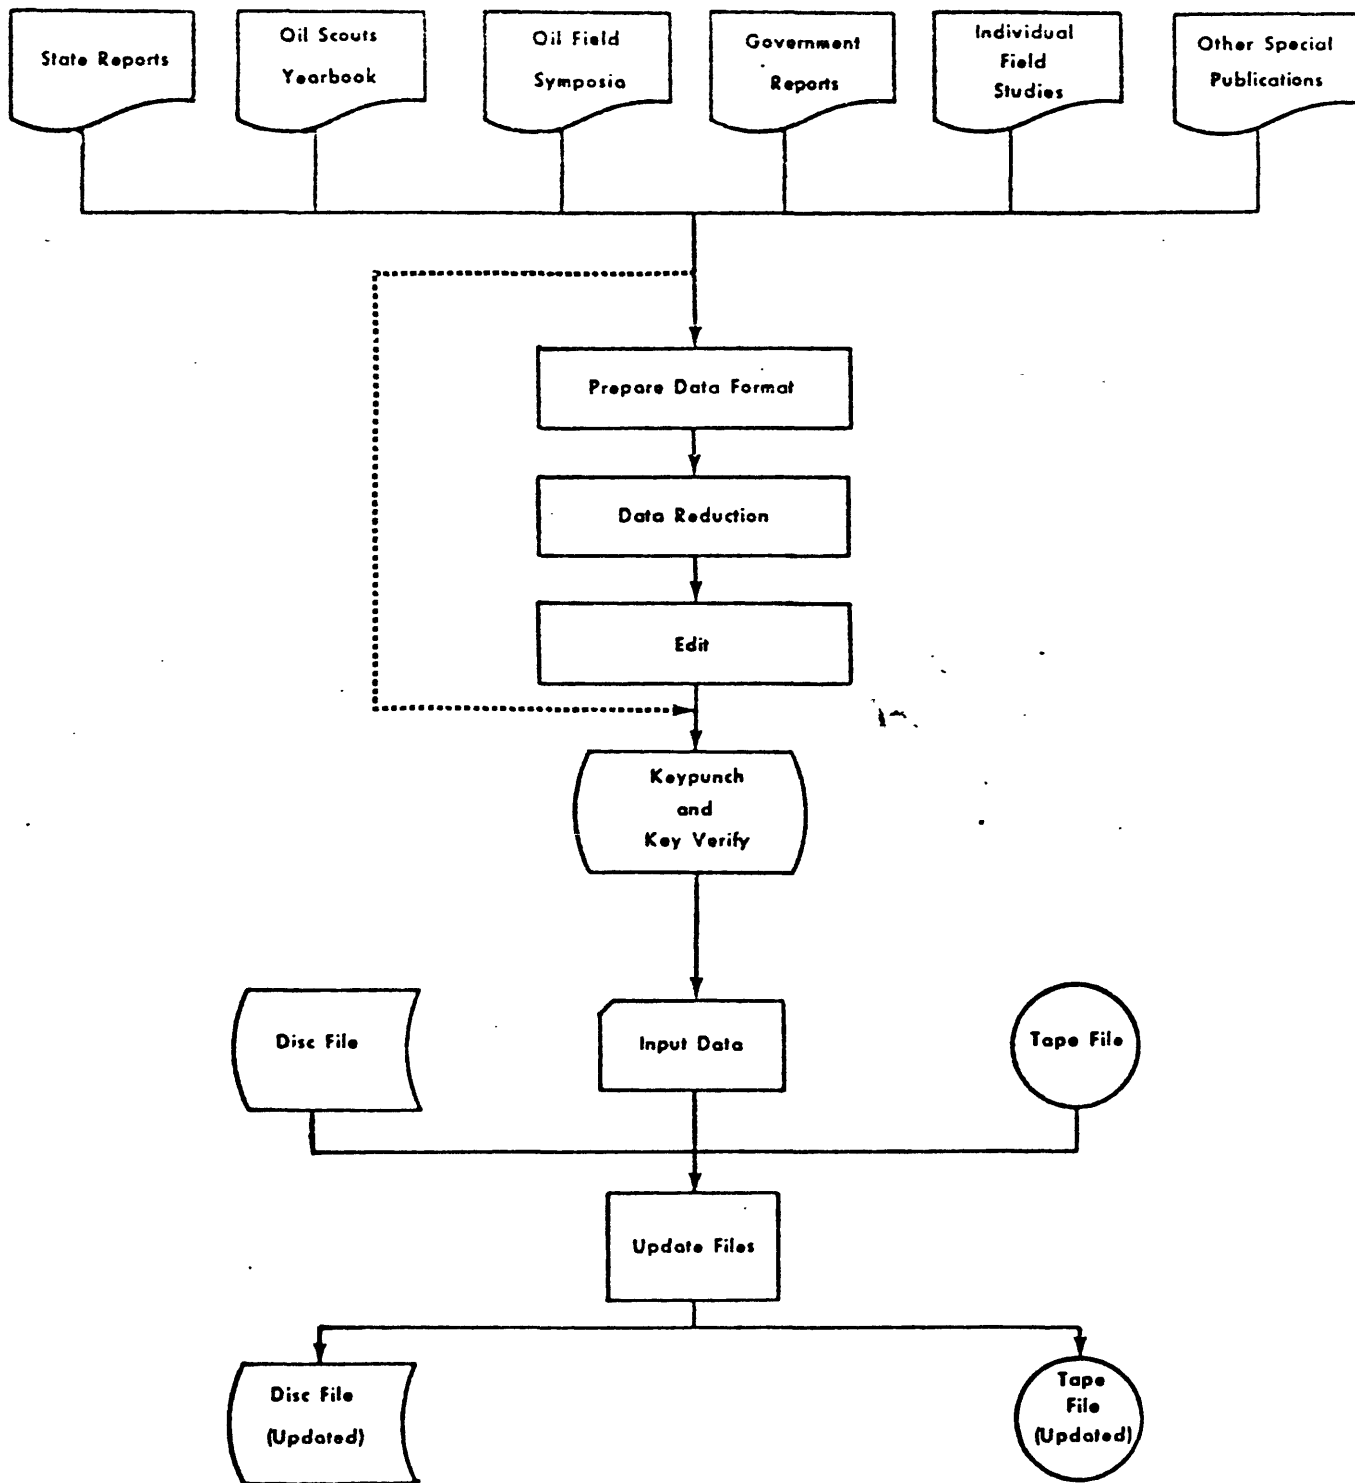 State Reports
Oil Scouts
Yearbook
Oil Field
Symposia
Government
Reports
Individual
Field
Studies
Other Special
Publications
Prepare Data Format
Data Reduction
Edit
Keypunch
and
Key Verify
Disc File
Input Data
Tape File
Update Files
Disc File
(Updated)
Tape
File
(Updated)